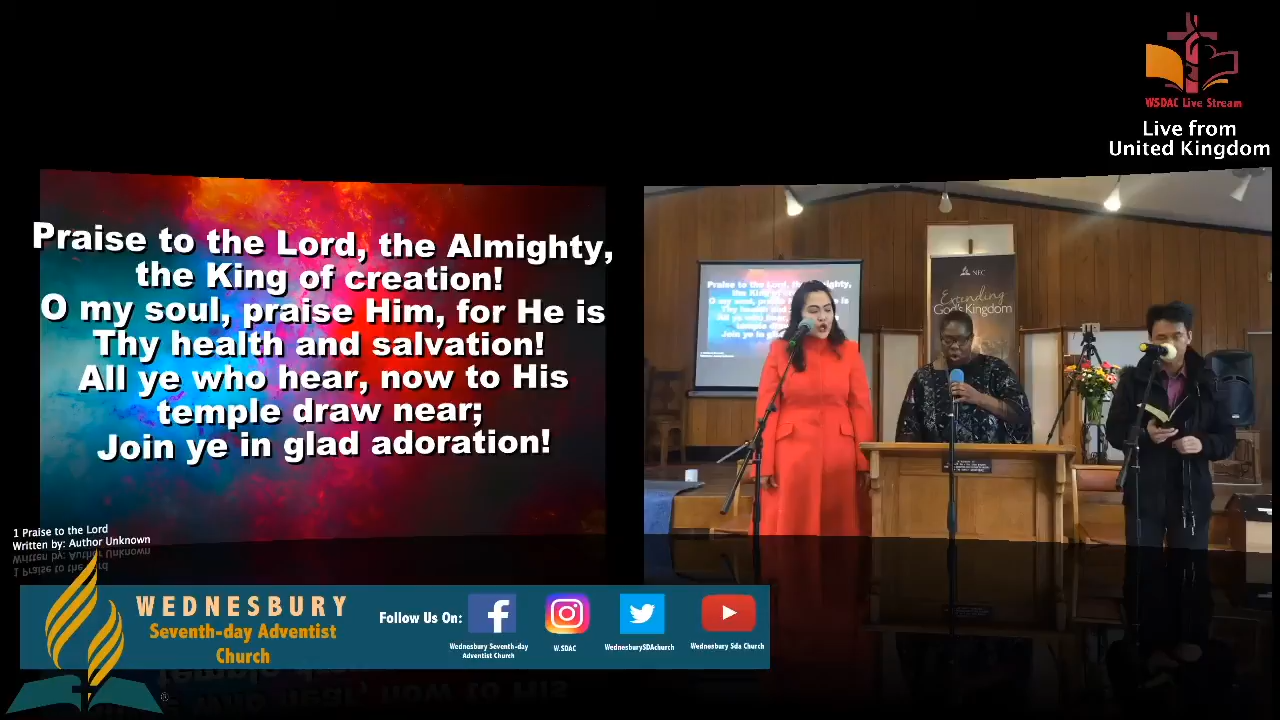 WSDAC Live Stream
Live from
United Kingdom
Praise to the Lord, the Almighty,
the King of creation!
O my soul, praise Him, for He is
Thy health and salvation!
All ye who hear, now to His
temple draw near;
Join ye in glad adoration!
1 Praise to the Lord
Written by: Author Unknown
NEC
Extending
God's Kingdom
WEDNESBURY
Seventh-day Adventist
Church
Follow Us On:
Wednesbury Seventh-day
Adventist Church
W.SDAC
WednesburySDAchurch
Wednesbury Sda Church